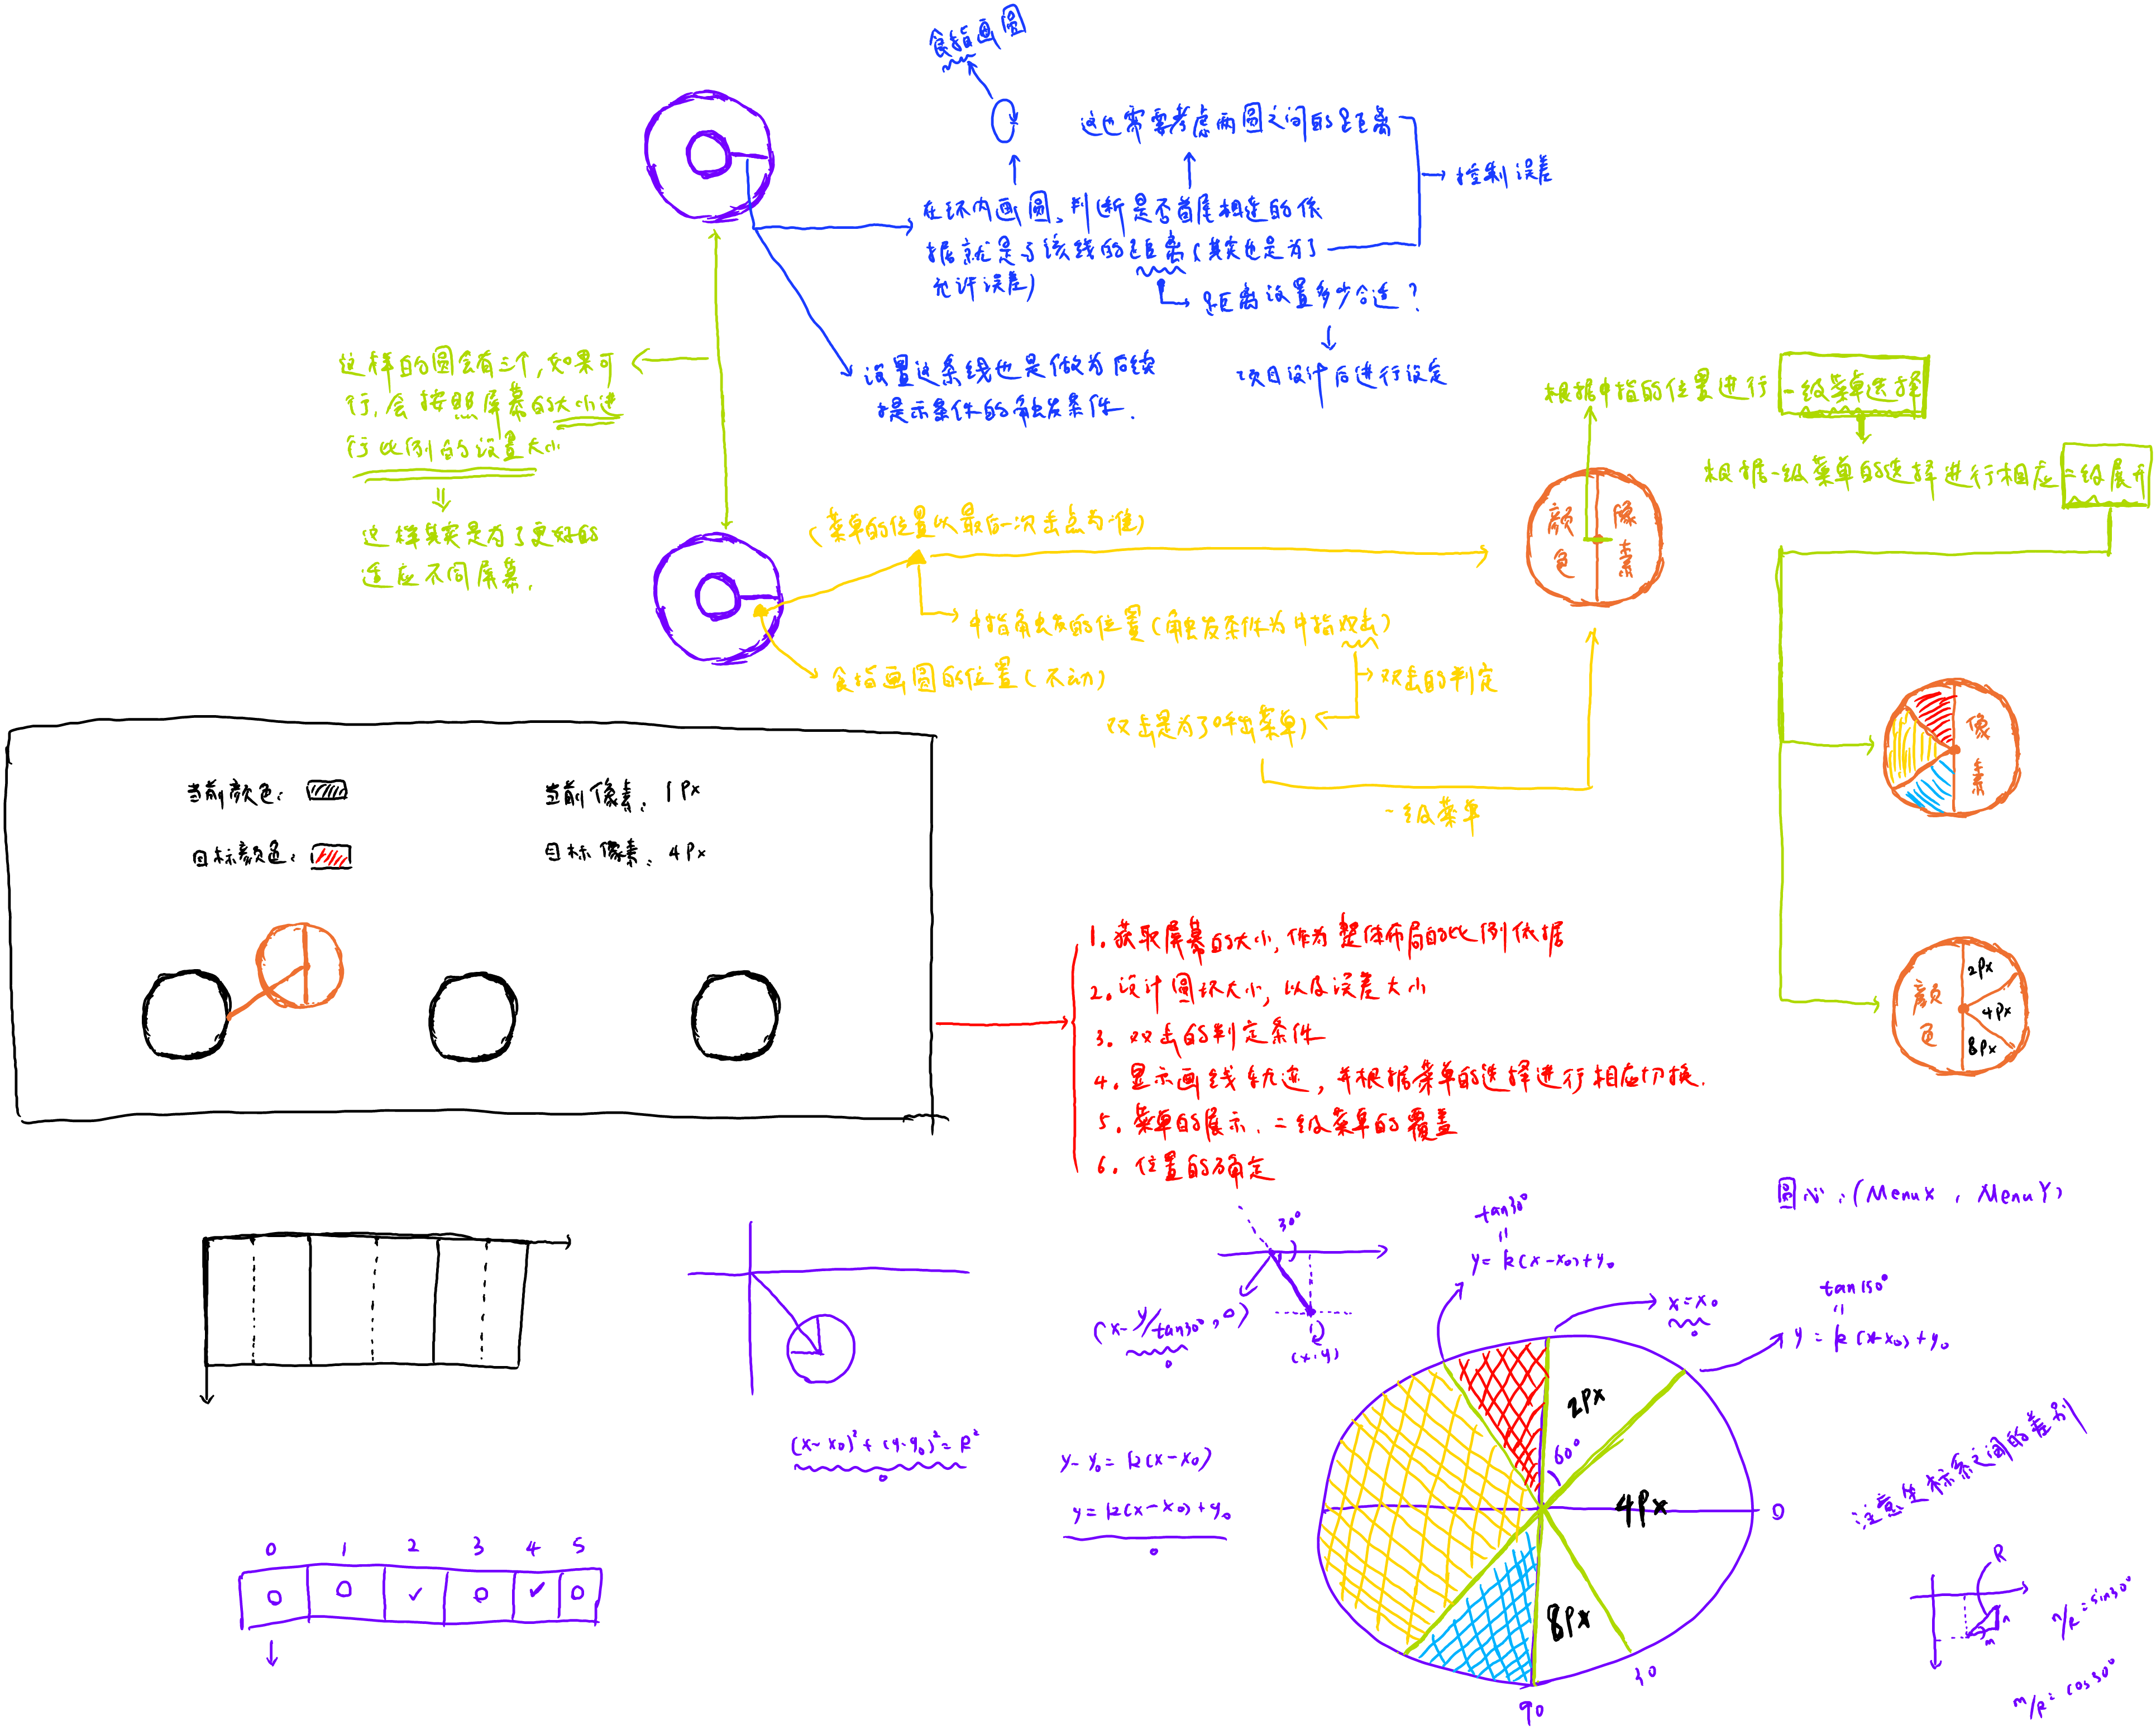 食指画圆
这也需要考虑两圆之间的距离
控制误差
在环内画圆、判断是否首尾相连的依
据就是与该线的距离(其实也是为了
允许误差)
距离设置多少合适?
项目设计后进行设定
设置这条线也是做为后续
提示条件的触发条件.
这样的圆会有三个,如果可
行,会按照屏幕的大小进
行比例的设置大小
这样其实是为了更好的
适应不同屏幕.
根据中指的位置进行一级菜单选择
根据一级菜单的选择进行相应二级展开
(菜单的位置以最后一次击点为准)
中指触发的位置(触发条件为中指双击)
食指画圆的位置(不动)
双击的判定
双击是为了呼出菜单)
一级菜单
颜色
像素
像素
颜色
2Px
4Px
8Px
当前颜色:
当前像素: 1Px
目标颜色:
目标像素: 4Px
1. 获取屏幕的大小,作为整体布局的比例依据
2. 设计圆环大小,以及误差大小
3. 双击的判定条件
4. 显示画线轨迹,并根据菜单的选择进行相应切换.
5. 菜单的展示、二级菜单的覆盖
6. 位置的确定
圆心:(MenuX , MenuY)
30°
(x-y/tan30°,0)
(x,y)
tan30°
y=k(x-x₀)+y₀
x=x₀
tan150°
y=k(x-x₀)+y₀
(x-x₀)²+(y-y₀)²=R²
y-y₀=k(x-x₀)
y=k(x-x₀)+y₀
2Px
60°
4Px
8Px
0
30
90
注意坐标系之间的差别
R
n
m
n/R=sin30°
m/R=cos30°
0 1 2 3 4 5
0 0 ✓ 0 ✓ 0